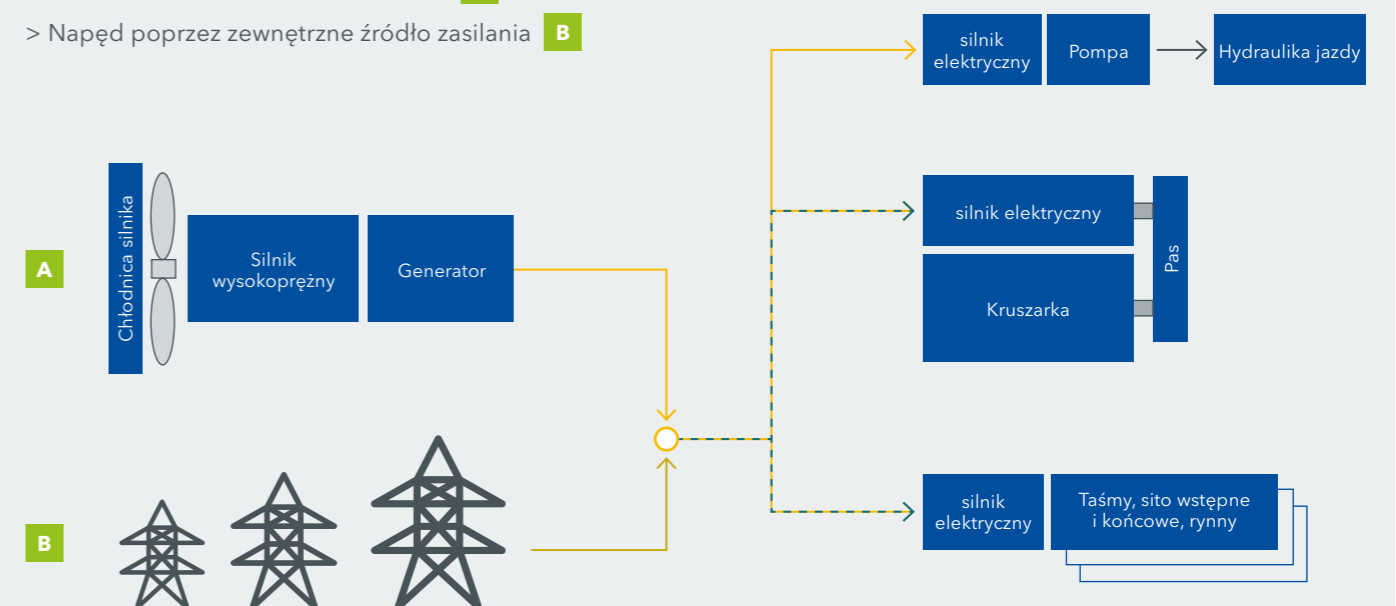 > Napęd poprzez zewnętrzne źródło zasilania B
silnik
elektryczny
Pompa
Hydraulika jazdy
Chłodnica silnika
silnik elektryczny
Pas
A
Silnik
wysokoprężny
Generator
Kruszarka
silnik
elektryczny
Taśmy, sito wstępne
i końcowe, rynny
B